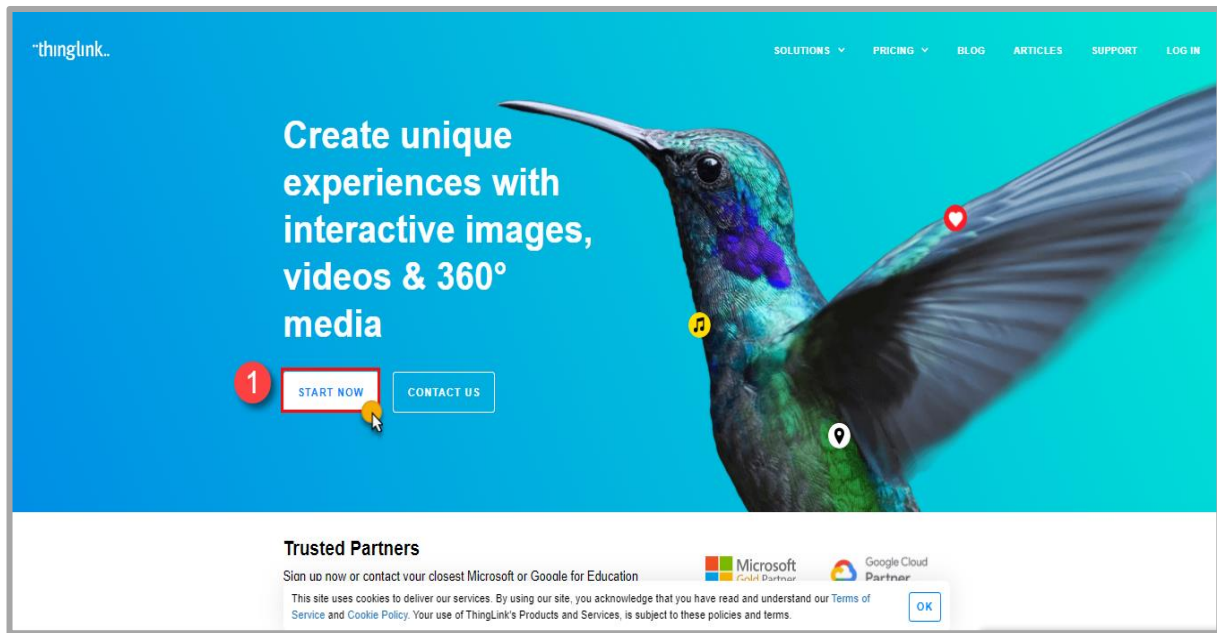 thinglink..
SOLUTIONS
PRICING
BLOG
ARTICLES
SUPPORT
LOG IN
Create unique
experiences with
interactive images,
videos & 360°
media
1
START NOW
CONTACT US
Trusted Partners
Sign up now or contact your closest Microsoft or Google for Education
Microsoft
Gold Partner
Google Cloud
Partner
This site uses cookies to deliver our services. By using our site, you acknowledge that you have read and understand our Terms of
Service and Cookie Policy. Your use of ThingLink's Products and Services, is subject to these policies and terms.
OK